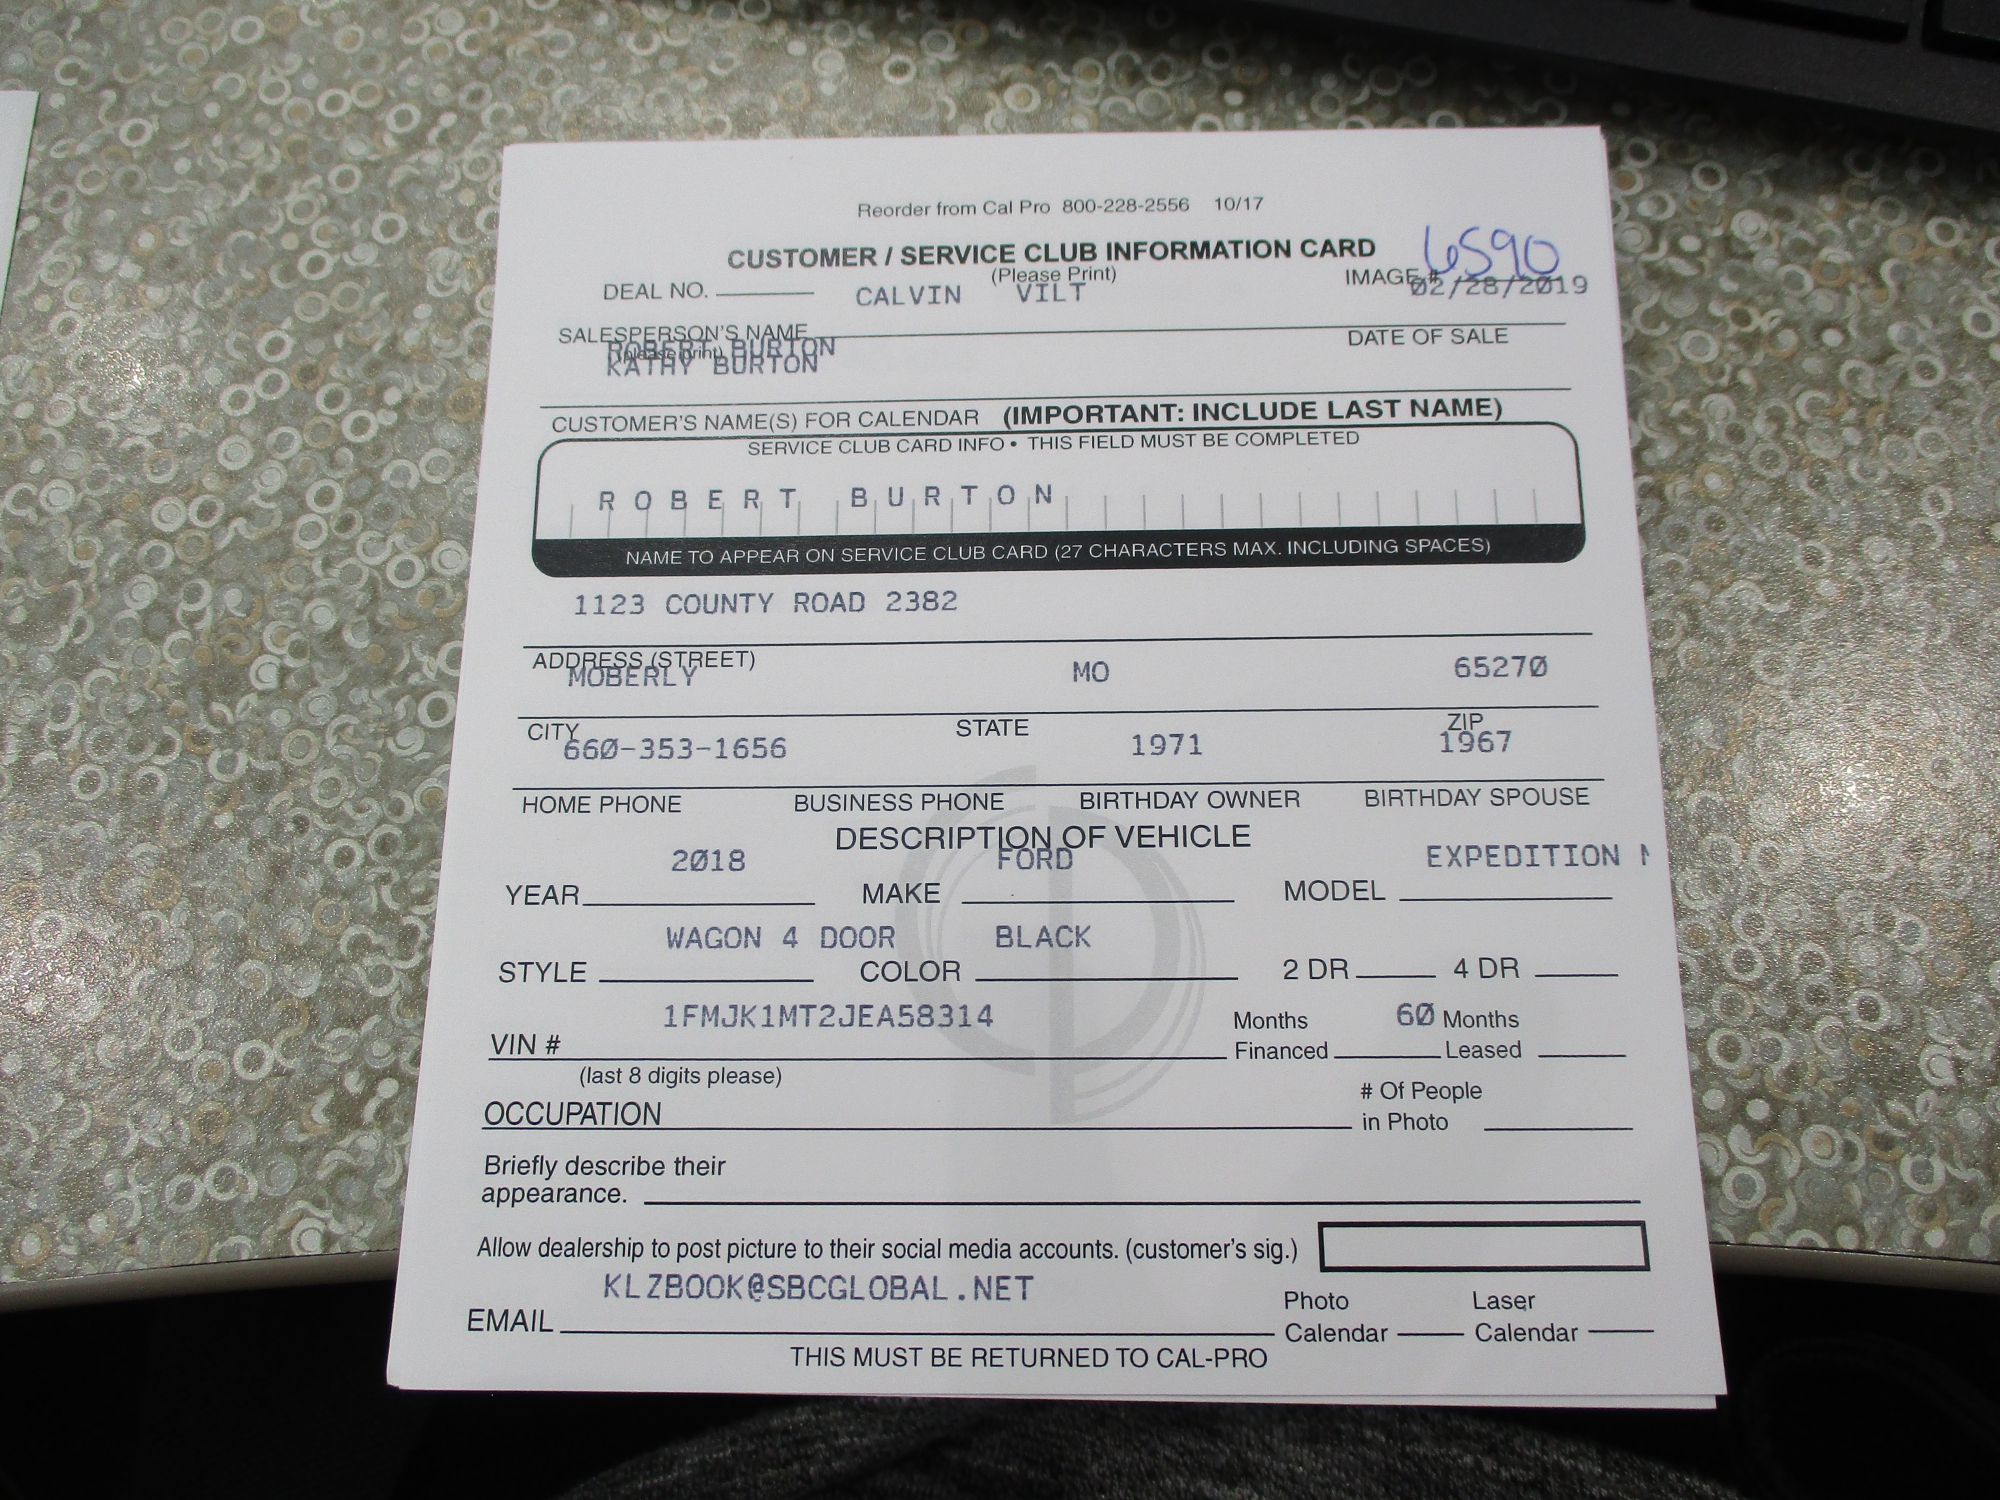 Reorder from Cal Pro 800-228-2556 10/17
CUSTOMER / SERVICE CLUB INFORMATION CARD
6590
(Please Print)
DEAL NO. CALVIN VILT IMAGE # 02/28/2019
SALESPERSON'S NAME DATE OF SALE
(please print) ROBERT BURTON
KATHY BURTON
CUSTOMER'S NAME(S) FOR CALENDAR (IMPORTANT: INCLUDE LAST NAME)
SERVICE CLUB CARD INFO • THIS FIELD MUST BE COMPLETED
ROBERT BURTON
NAME TO APPEAR ON SERVICE CLUB CARD (27 CHARACTERS MAX. INCLUDING SPACES)
1123 COUNTY ROAD 2382
ADDRESS (STREET)
MOBERLY MO 65270
CITY STATE ZIP
660-353-1656 1971 1967
HOME PHONE BUSINESS PHONE BIRTHDAY OWNER BIRTHDAY SPOUSE
DESCRIPTION OF VEHICLE
2018 FORD EXPEDITION
YEAR MAKE MODEL
WAGON 4 DOOR BLACK
STYLE COLOR 2 DR 4 DR
1FMJK1MT2JEA58314 Months 60 Months
VIN # Financed Leased
(last 8 digits please)
# Of People
OCCUPATION in Photo
Briefly describe their
appearance.
Allow dealership to post picture to their social media accounts. (customer's sig.)
KLZBOOK@SBCGLOBAL.NET
Photo Laser
EMAIL Calendar Calendar
THIS MUST BE RETURNED TO CAL-PRO